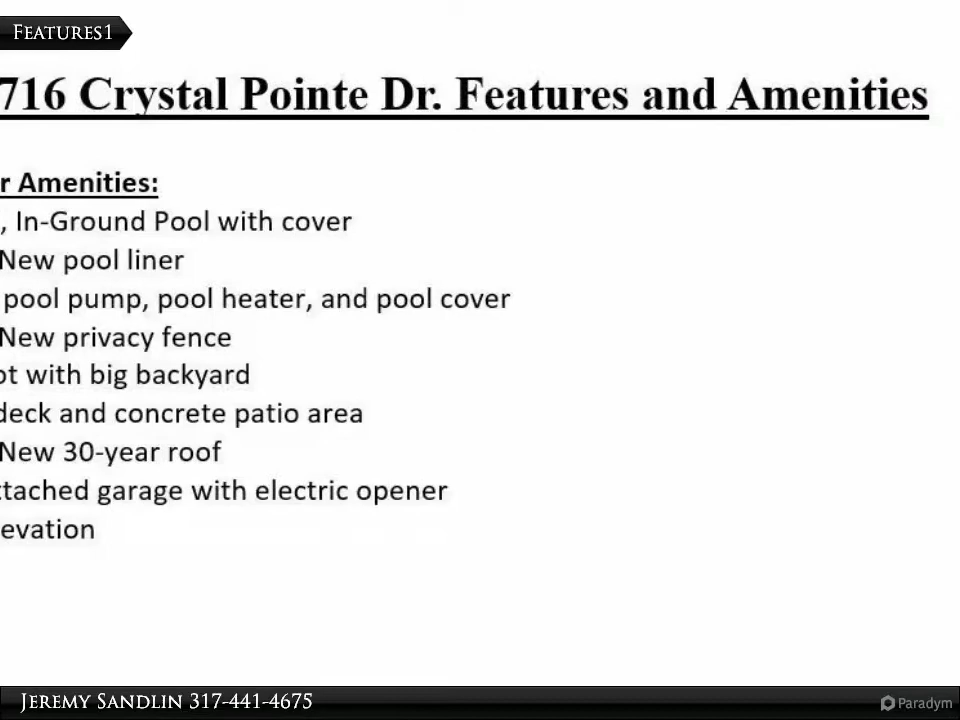 FEATURES1
716 Crystal Pointe Dr. Features and Amenities
r Amenities:
, In-Ground Pool with cover
New pool liner
pool pump, pool heater, and pool cover
New privacy fence
ot with big backyard
deck and concrete patio area
New 30-year roof
ttached garage with electric opener
evation
JEREMY SANDLIN 317-441-4675
Paradym